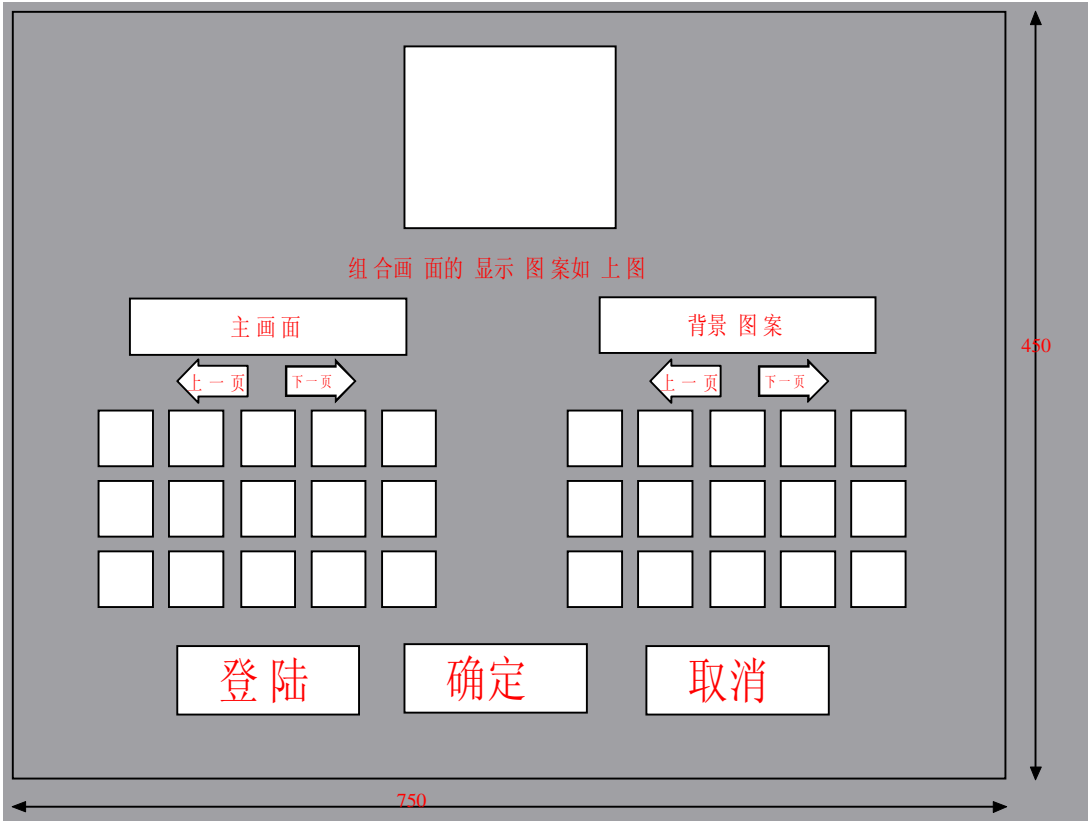 组合画面的显示图案如上图
主画面
背景图案
450
上一页
下一页
上一页
下一页
登陆
确定
取消
750